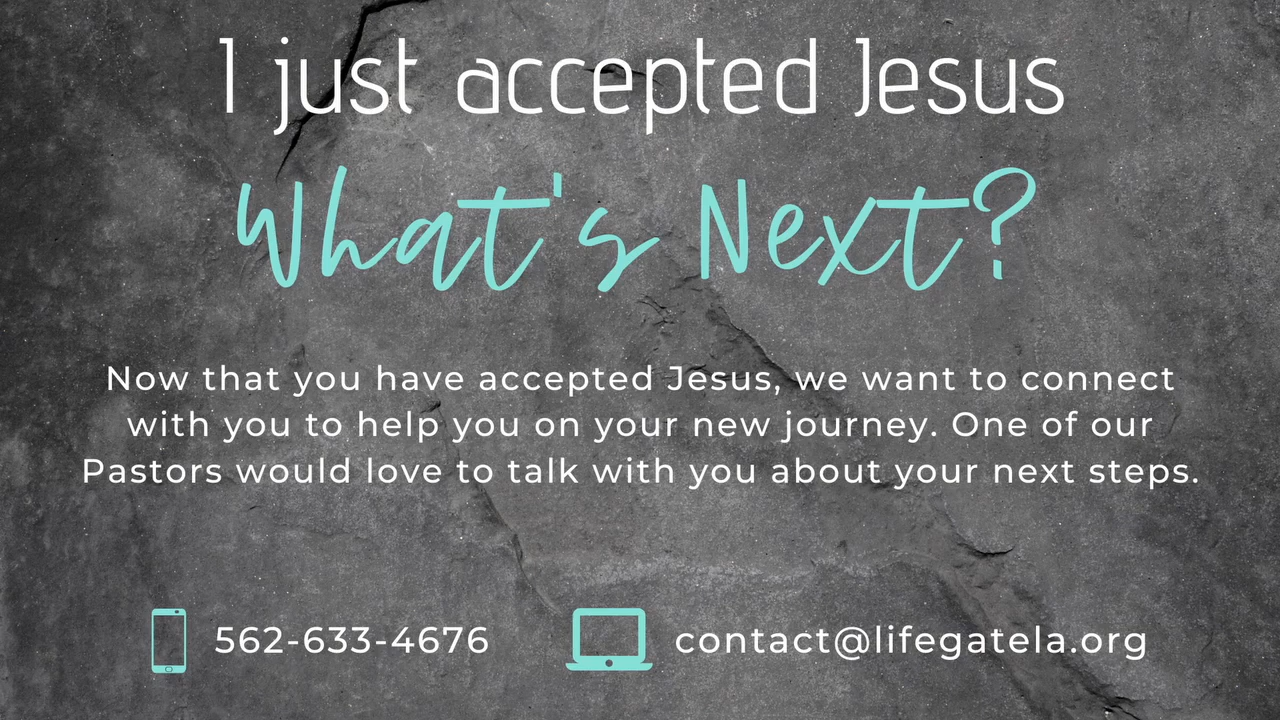 I just accepted Jesus
What's Next?
Now that you have accepted Jesus, we want to connect
with you to help you on your new journey. One of our
Pastors would love to talk with you about your next steps.
562-633-4676
contact@lifegatela.org